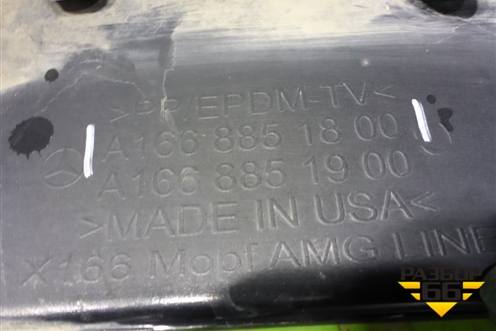 >PP/EPDM-TV<
A166 885 18 00
A166 885 19 00
>MADE IN USA<
X166 Mopf AMG LINE
РАЗБОР
66